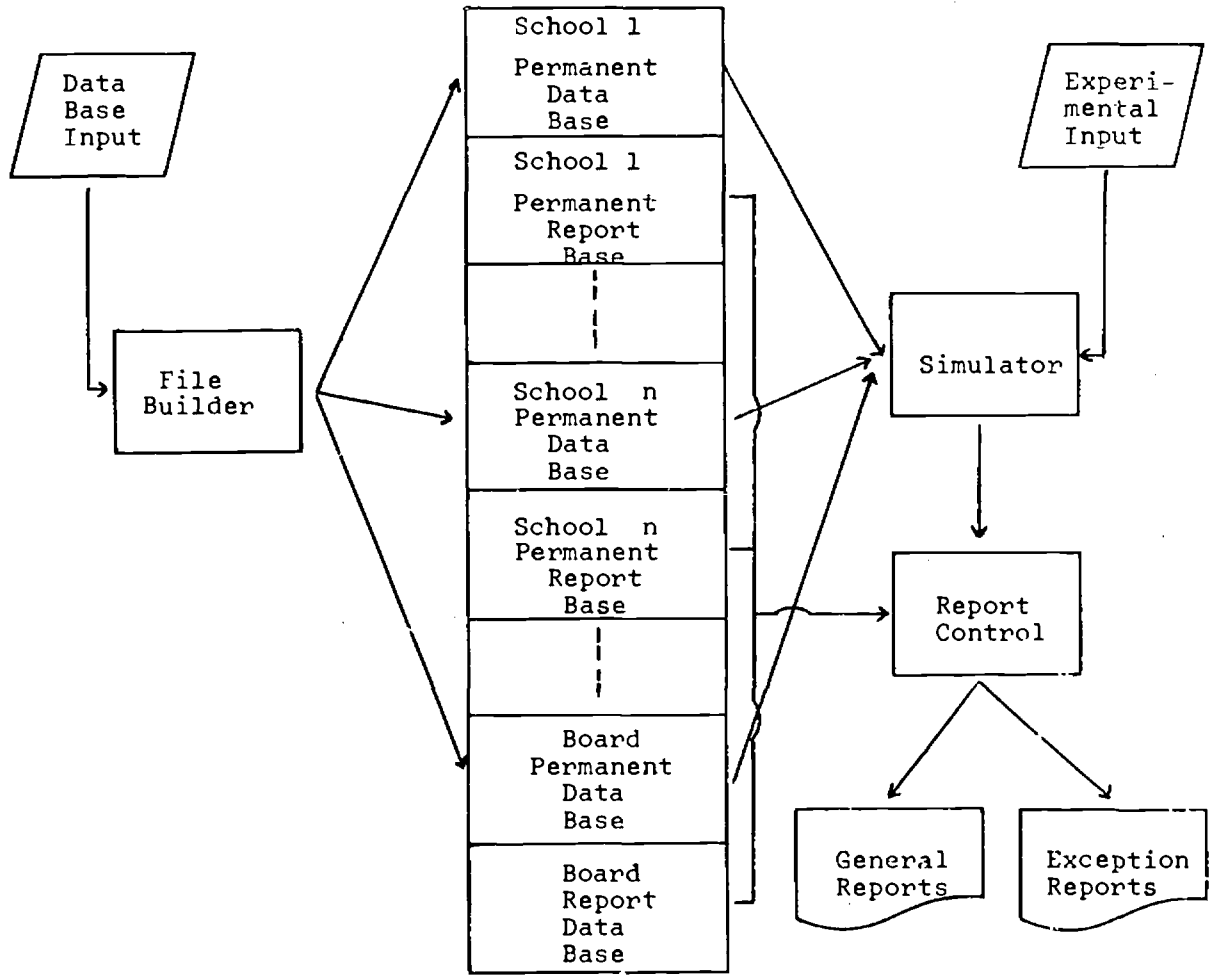 Data
Base
Input
File
Builder
School 1
Permanent
Data
Base
School 1
Permanent
Report
Base
School n
Permanent
Data
Base
School n
Permanent
Report
Base
Board
Permanent
Data
Base
Board
Report
Data
Base
Experi-
mental
Input
Simulator
Report
Control
General
Reports
Exception
Reports